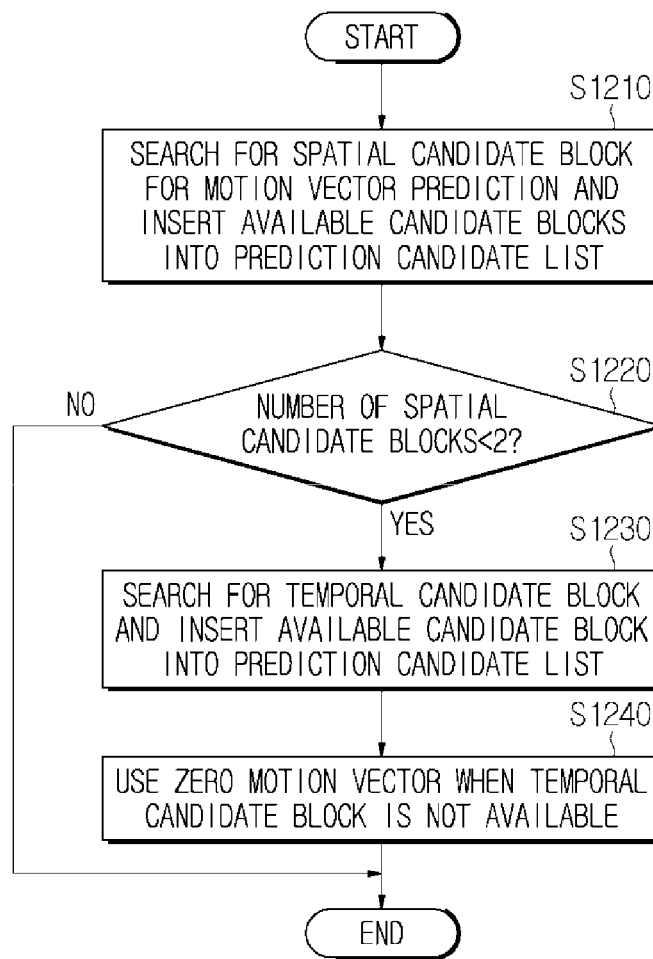 START
S1210
SEARCH FOR SPATIAL CANDIDATE BLOCK
FOR MOTION VECTOR PREDICTION AND
INSERT AVAILABLE CANDIDATE BLOCKS
INTO PREDICTION CANDIDATE LIST
S1220
NO
NUMBER OF SPATIAL
CANDIDATE BLOCKS<2?
YES
S1230
SEARCH FOR TEMPORAL CANDIDATE BLOCK
AND INSERT AVAILABLE CANDIDATE BLOCK
INTO PREDICTION CANDIDATE LIST
S1240
USE ZERO MOTION VECTOR WHEN TEMPORAL
CANDIDATE BLOCK IS NOT AVAILABLE
END